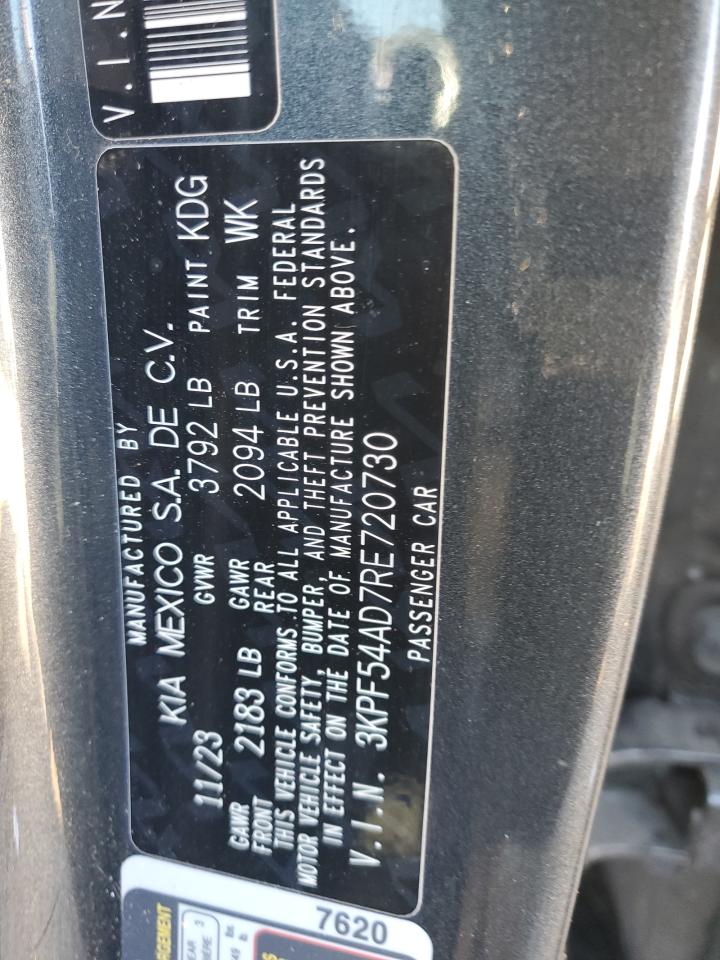 V.I.N
MANUFACTURED BY
KIA MEXICO S.A. DE C.V.
11/23 GVWR 3792 LB PAINT KDG
GAWR FRONT 2183 LB GAWR REAR 2094 LB TRIM WK
THIS VEHICLE CONFORMS TO ALL APPLICABLE U.S.A. FEDERAL
MOTOR VEHICLE SAFETY, BUMPER, AND THEFT PREVENTION STANDARDS
IN EFFECT ON THE DATE OF MANUFACTURE SHOWN ABOVE.
V.I.N. 3KPF54AD7RE720730
PASSENGER CAR
7620